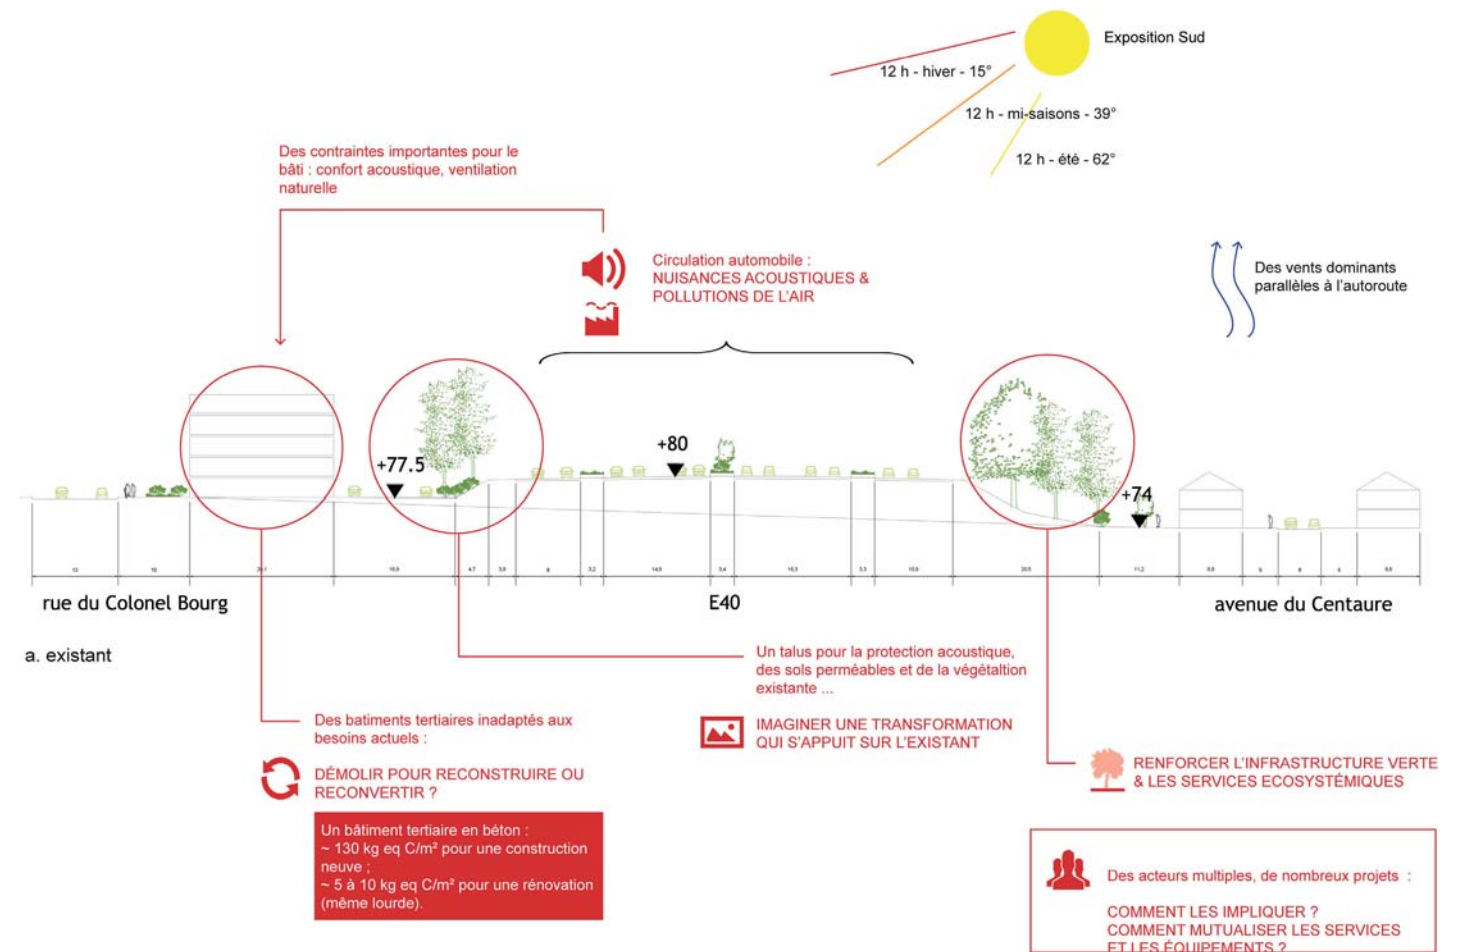 Exposition Sud
12 h - hiver - 15°
12 h - mi-saisons - 39°
12 h - été - 62°
Des contraintes importantes pour le
bâti : confort acoustique, ventilation
naturelle
Circulation automobile :
NUISANCES ACOUSTIQUES &
POLLUTIONS DE L'AIR
Des vents dominants
parallèles à l'autoroute
+77.5
+80
+74
rue du Colonel Bourg
E40
avenue du Centaure
a. existant
Un talus pour la protection acoustique,
des sols perméables et de la végétaltion
existante ...
IMAGINER UNE TRANSFORMATION
QUI S'APPUIT SUR L'EXISTANT
Des batiments tertiaires inadaptés aux
besoins actuels :
DÉMOLIR POUR RECONSTRUIRE OU
RECONVERTIR ?
Un bâtiment tertiaire en béton :
~ 130 kg eq C/m² pour une construction
neuve ;
~ 5 à 10 kg eq C/m² pour une rénovation
(même lourde).
RENFORCER L'INFRASTRUCTURE VERTE
& LES SERVICES ECOSYSTÉMIQUES
Des acteurs multiples, de nombreux projets :
COMMENT LES IMPLIQUER ?
COMMENT MUTUALISER LES SERVICES
ET LES ÉQUIPEMENTS ?